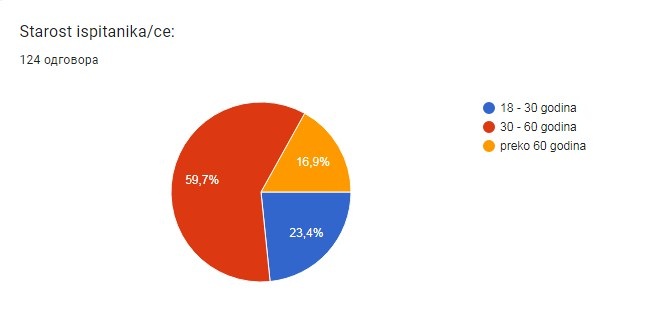 Starost ispitanika/ce:
124 одговора
18 - 30 godina
30 - 60 godina
preko 60 godina
16,9%
59,7%
23,4%